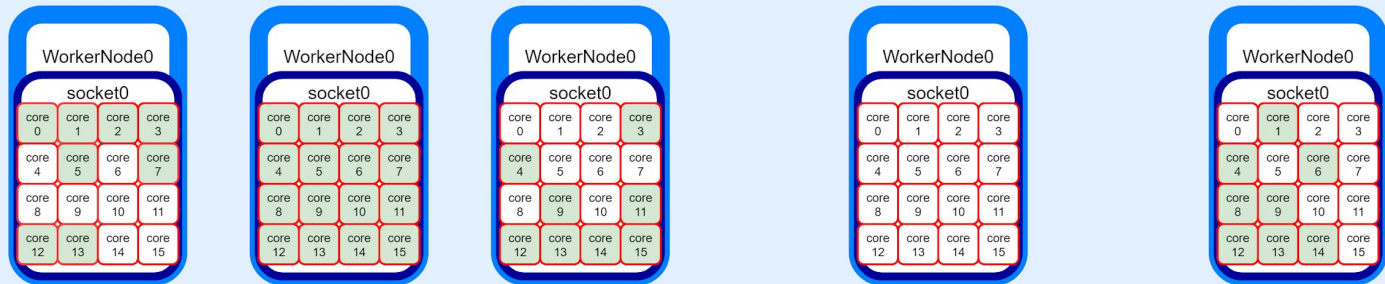 WorkerNode0 WorkerNode0 WorkerNode0 WorkerNode0 WorkerNode0
socket0 socket0 socket0 socket0 socket0
core core core core core core core core core core core core core core core core core core core core
0 1 2 3 0 1 2 3 0 1 2 3 0 1 2 3 0 1 2 3
core core core core core core core core core core core core core core core core core core core core
4 5 6 7 4 5 6 7 4 5 6 7 4 5 6 7 4 5 6 7
core core core core core core core core core core core core core core core core core core core core
8 9 10 11 8 9 10 11 8 9 10 11 8 9 10 11 8 9 10 11
core core core core core core core core core core core core core core core core core core core core
12 13 14 15 12 13 14 15 12 13 14 15 12 13 14 15 12 13 14 15